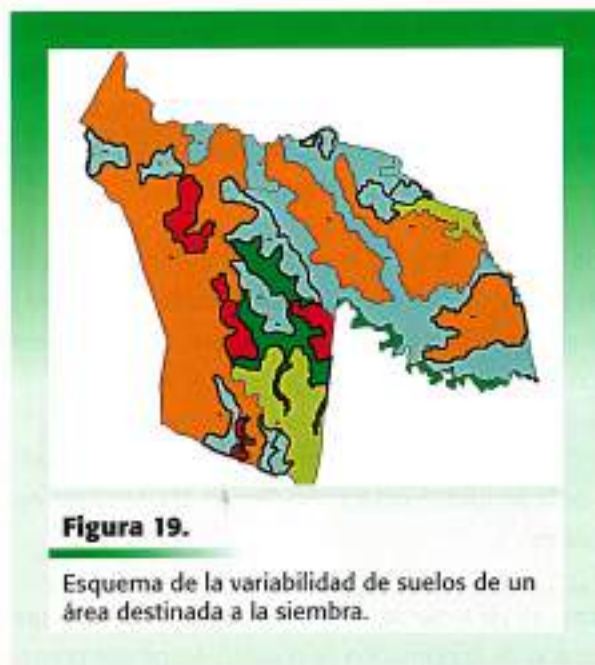 Figura 19.
Esquema de la variabilidad de suelos de un
área destinada a la siembra.